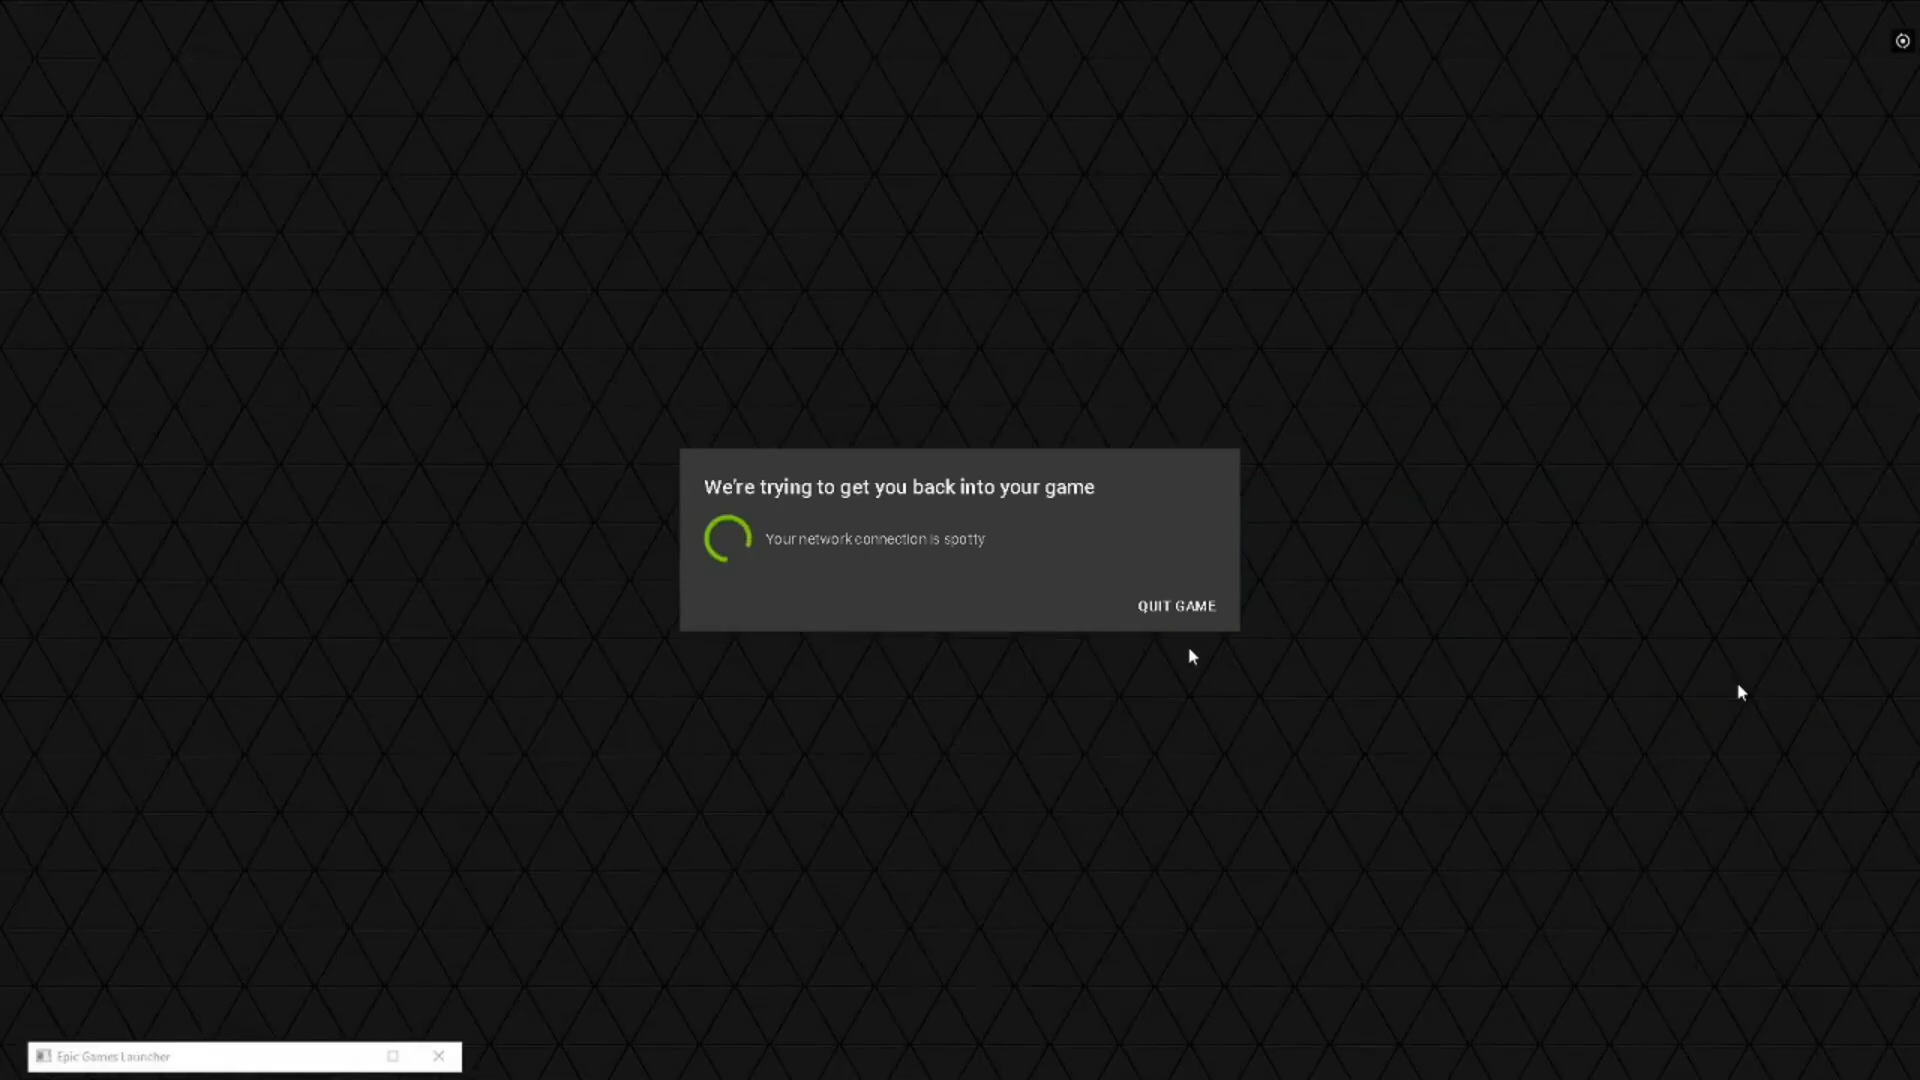 We're trying to get you back into your game
Your network connection is spotty
QUIT GAME
Epic Games Launcher